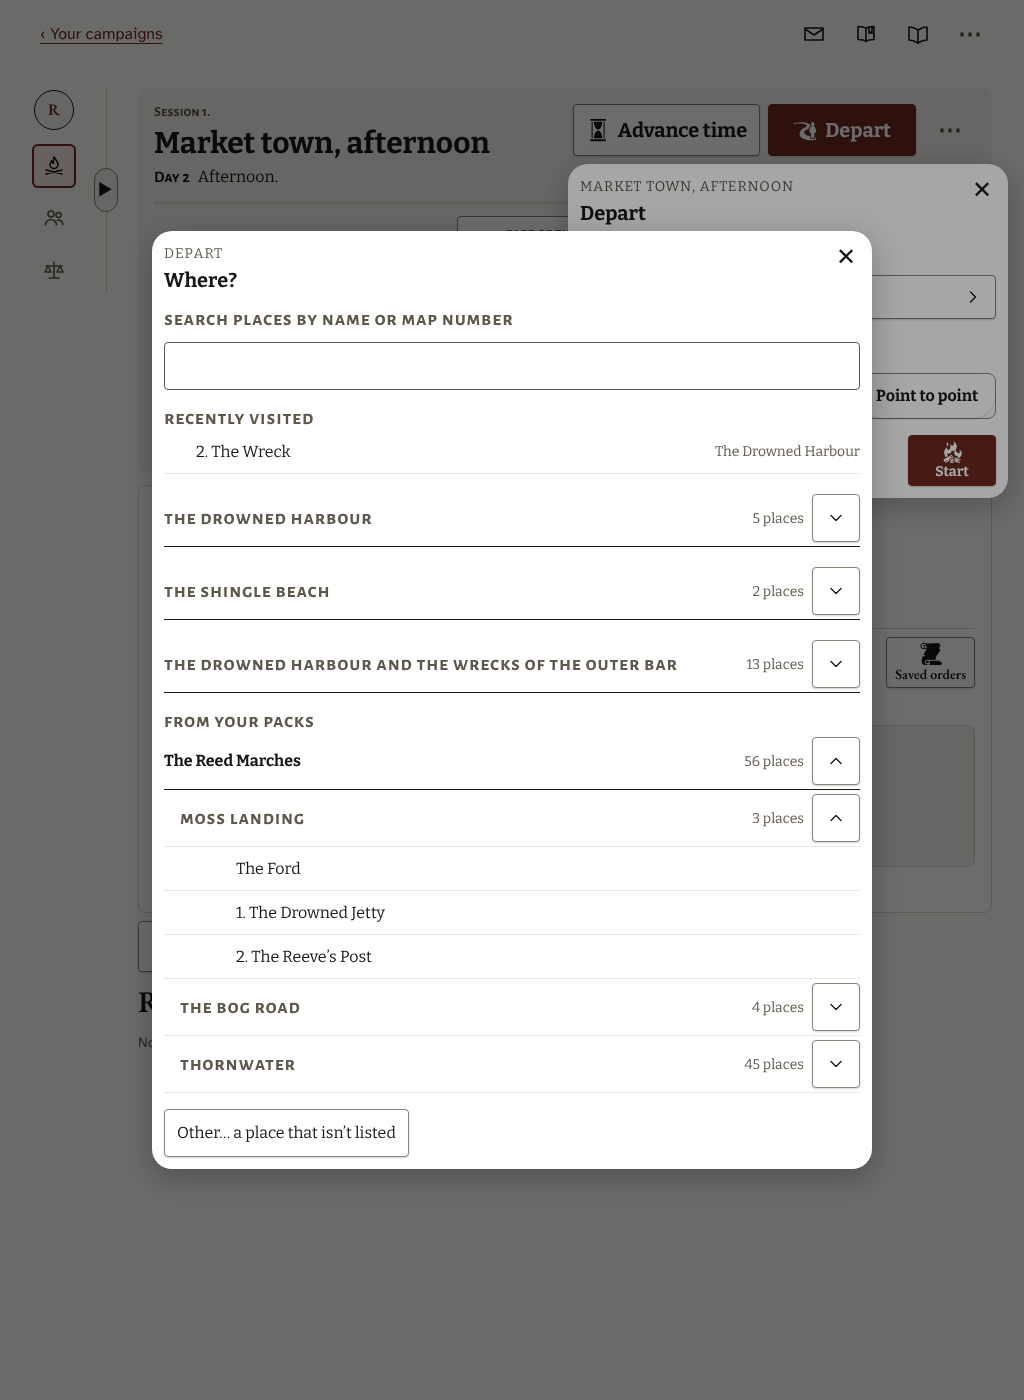 ‹ Your campaigns
R
Session 1.
Market town, afternoon
Day 2 Afternoon.
Advance time
Depart
MARKET TOWN, AFTERNOON
Depart
Point to point
Start
Saved orders
DEPART
Where?
SEARCH PLACES BY NAME OR MAP NUMBER
RECENTLY VISITED
2. The Wreck The Drowned Harbour
THE DROWNED HARBOUR 5 places
THE SHINGLE BEACH 2 places
THE DROWNED HARBOUR AND THE WRECKS OF THE OUTER BAR 13 places
FROM YOUR PACKS
The Reed Marches 56 places
MOSS LANDING 3 places
The Ford
1. The Drowned Jetty
2. The Reeve’s Post
THE BOG ROAD 4 places
THORNWATER 45 places
Other… a place that isn’t listed